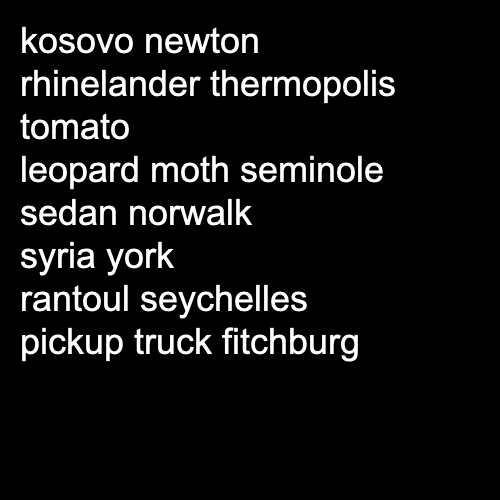 kosovo newton
rhinelander thermopolis
tomato
leopard moth seminole
sedan norwalk
syria york
rantoul seychelles
pickup truck fitchburg